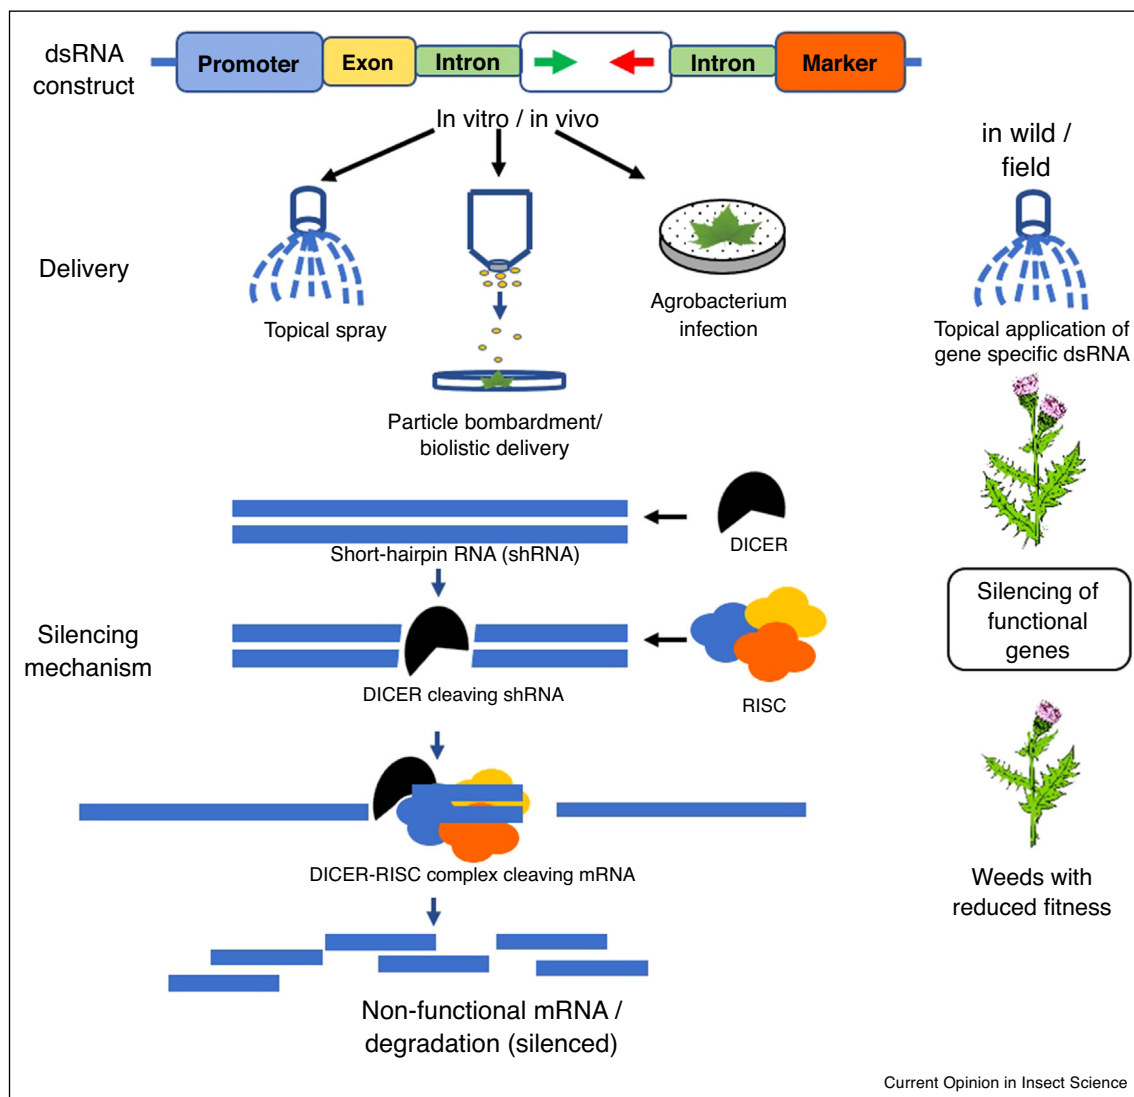 dsRNA
construct
Promoter
Exon
Intron
Intron
Marker
In vitro / in vivo
in wild /
field
Delivery
Topical spray
Agrobacterium
infection
Topical application of
gene specific dsRNA
Particle bombardment/
biolistic delivery
DICER
Short-hairpin RNA (shRNA)
Silencing
mechanism
Silencing of
functional
genes
DICER cleaving shRNA
RISC
DICER-RISC complex cleaving mRNA
Weeds with
reduced fitness
Non-functional mRNA /
degradation (silenced)
Current Opinion in Insect Science